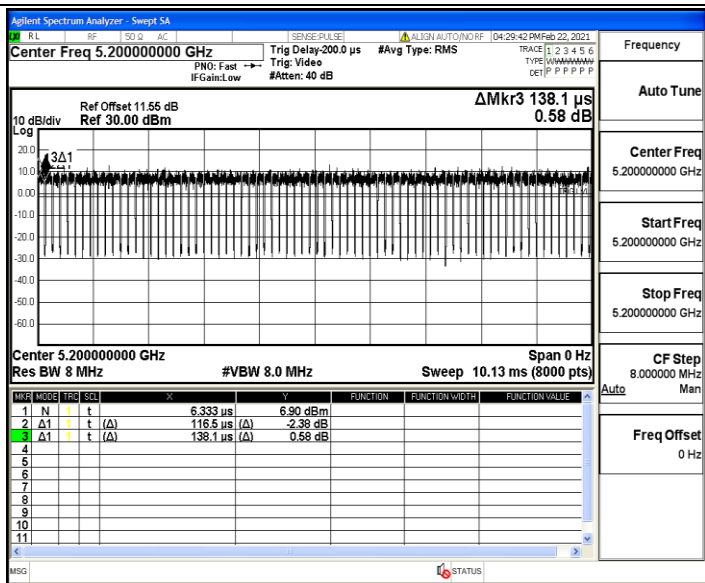 Agilent Spectrum Analyzer - Swept SA
RL RF 50 Ω AC SENSE:PULSE ALIGN AUTO/NO RF 04:29:42 PM Feb 22, 2021
Center Freq 5.200000000 GHz
PNO: Fast
IFGain:Low
Trig Delay-200.0 µs
Trig: Video
#Atten: 40 dB
#Avg Type: RMS
TRACE 1 2 3 4 5 6
TYPE
DET P P P P P P
Ref Offset 11.55 dB
Ref 30.00 dBm
10 dB/div
Log
ΔMkr3 138.1 µs
0.58 dB
20.0
10.0
0.00
-10.0
-20.0
-30.0
-40.0
-50.0
-60.0
3Δ1
TRIG LVL
Center 5.200000000 GHz
Span 0 Hz
Res BW 8 MHz
#VBW 8.0 MHz
Sweep 10.13 ms (8000 pts)
MKR MODE TRC SCL X Y FUNCTION FUNCTION WIDTH FUNCTION VALUE
1 N 1 t 6.333 µs 6.90 dBm
2 Δ1 1 t (Δ) 116.5 µs (Δ) -2.38 dB
3 Δ1 1 t (Δ) 138.1 µs (Δ) 0.58 dB
4
5
6
7
8
9
10
11
MSG
STATUS
Frequency
Auto Tune
Center Freq
5.200000000 GHz
Start Freq
5.200000000 GHz
Stop Freq
5.200000000 GHz
CF Step
8.000000 MHz
Auto Man
Freq Offset
0 Hz